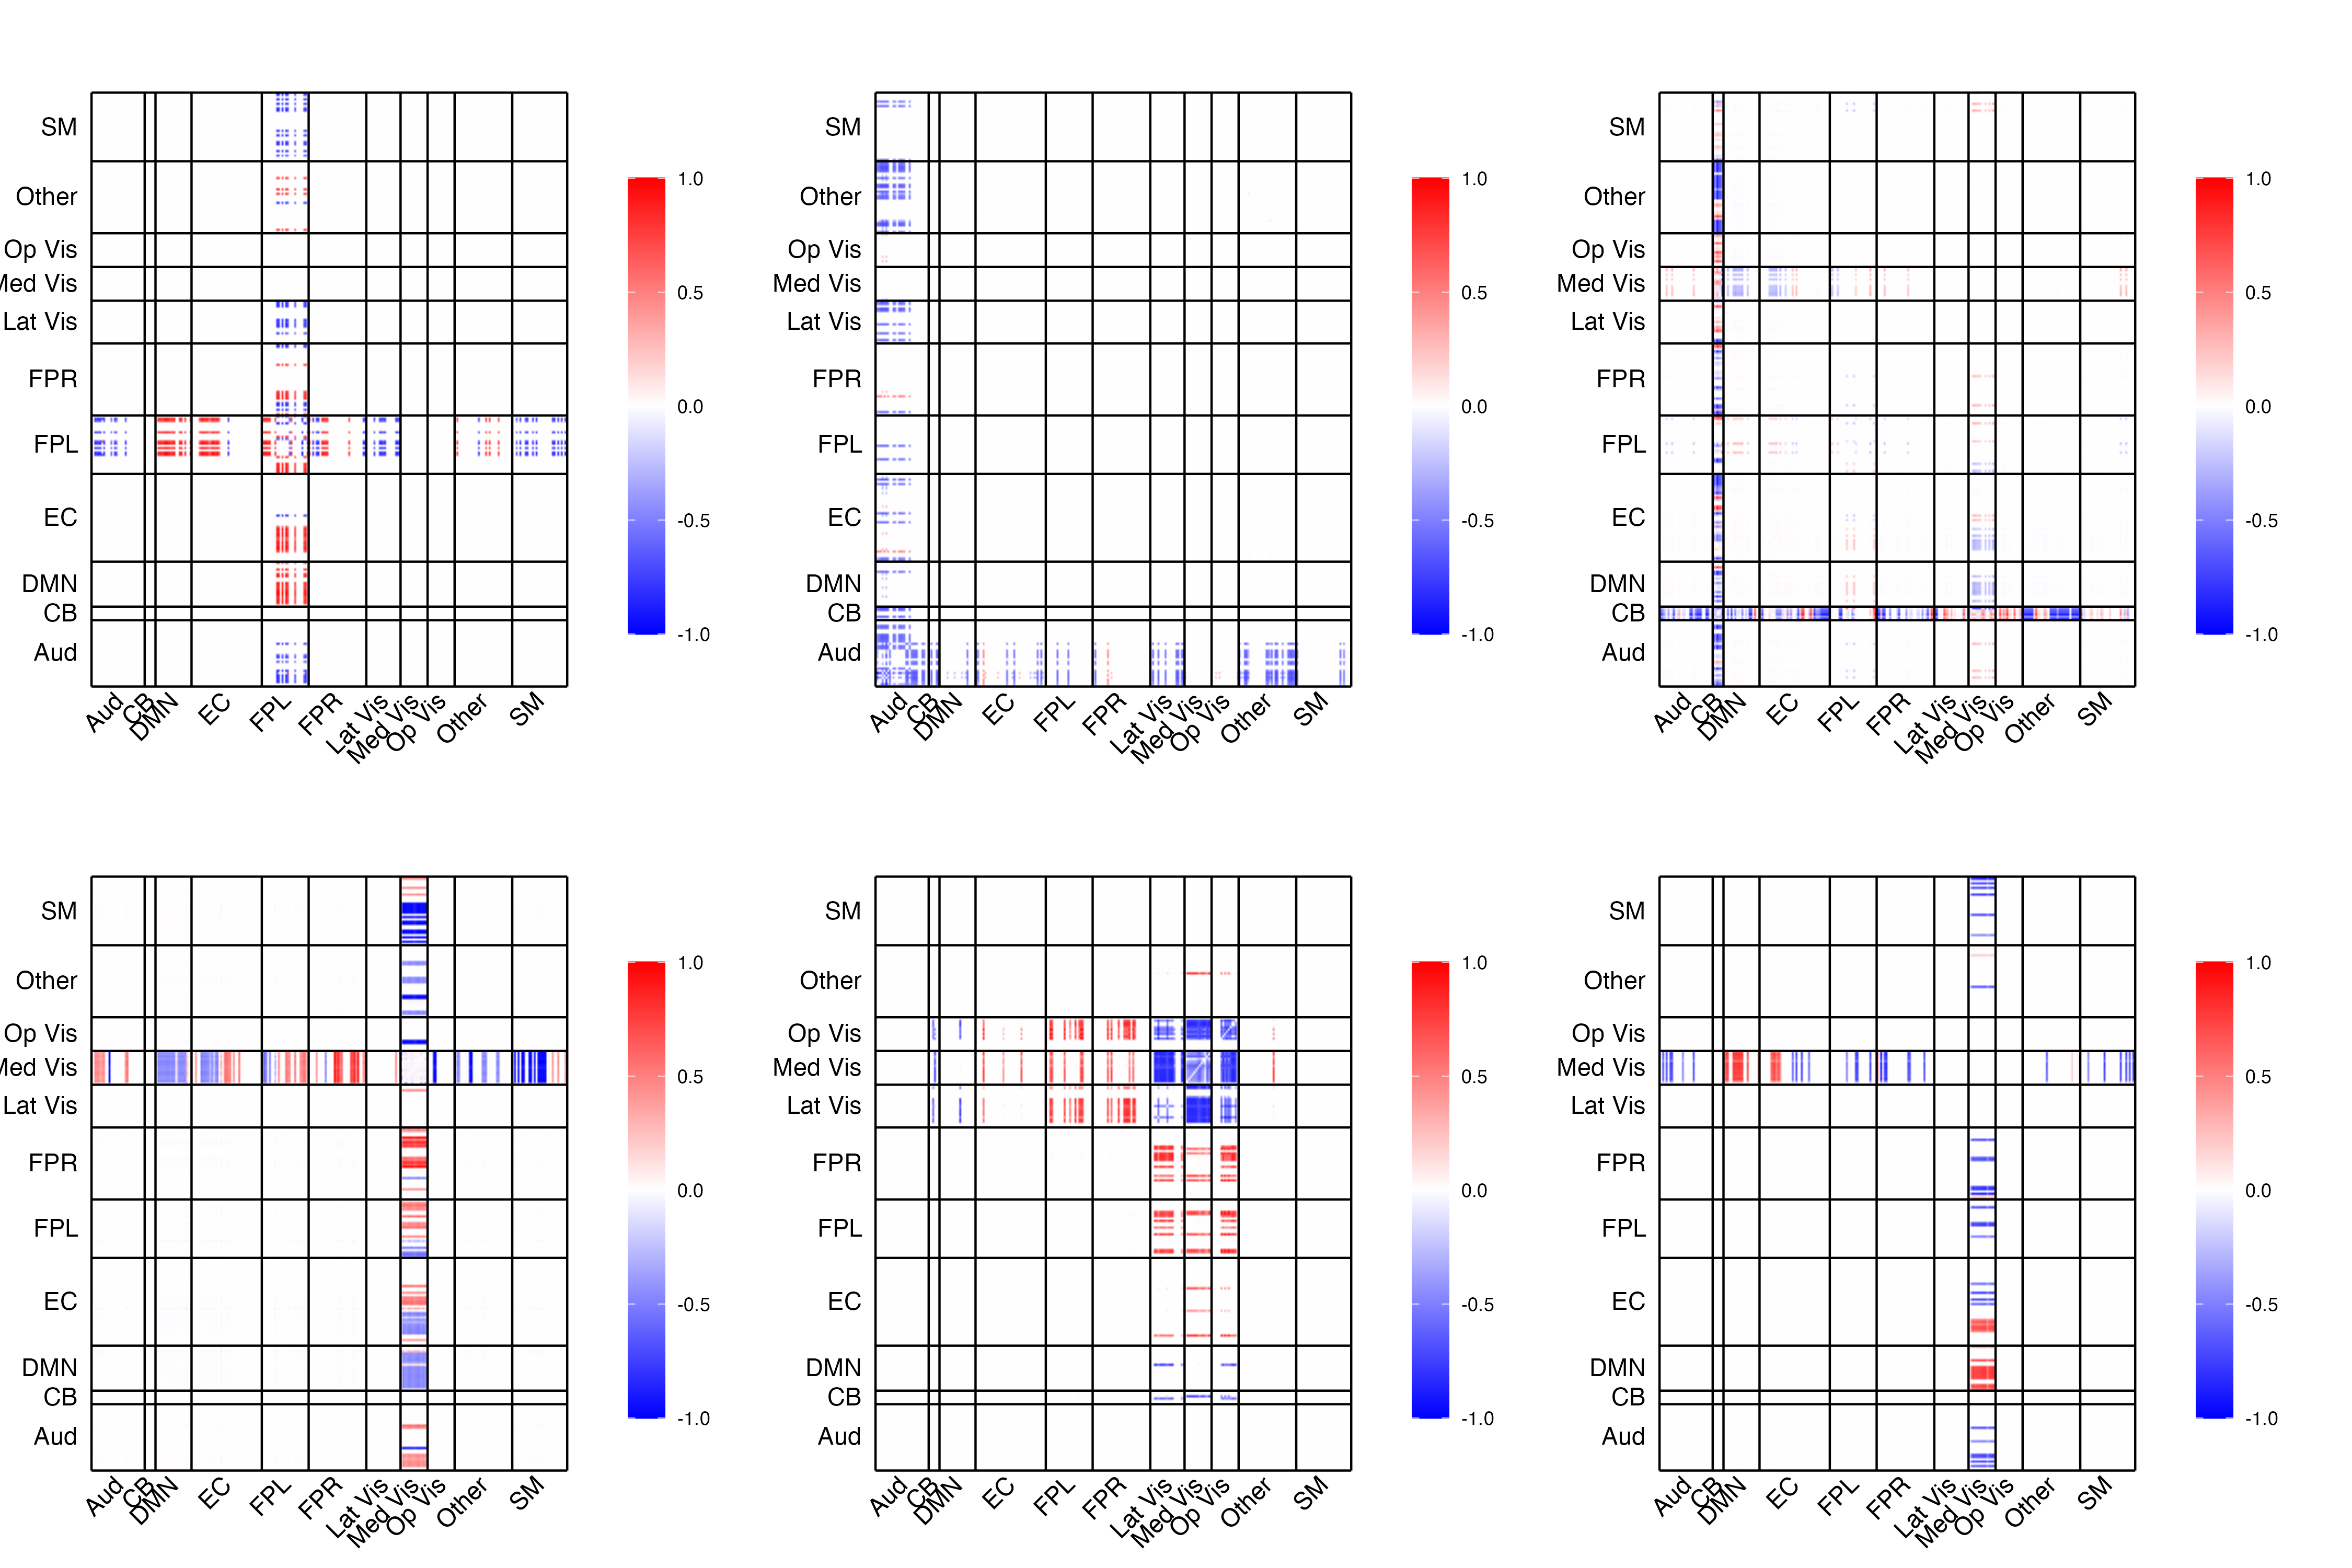 SM
Other
Op Vis
Med Vis
Lat Vis
FPR
FPL
EC
DMN
CB
Aud
Aud CB DMN EC FPL FPR Lat Vis Med Vis Op Vis Other SM
1.0
0.5
0.0
-0.5
-1.0
SM
Other
Op Vis
Med Vis
Lat Vis
FPR
FPL
EC
DMN
CB
Aud
Aud CB DMN EC FPL FPR Lat Vis Med Vis Op Vis Other SM
1.0
0.5
0.0
-0.5
-1.0
SM
Other
Op Vis
Med Vis
Lat Vis
FPR
FPL
EC
DMN
CB
Aud
Aud CB DMN EC FPL FPR Lat Vis Med Vis Op Vis Other SM
1.0
0.5
0.0
-0.5
-1.0
SM
Other
Op Vis
Med Vis
Lat Vis
FPR
FPL
EC
DMN
CB
Aud
Aud CB DMN EC FPL FPR Lat Vis Med Vis Op Vis Other SM
1.0
0.5
0.0
-0.5
-1.0
SM
Other
Op Vis
Med Vis
Lat Vis
FPR
FPL
EC
DMN
CB
Aud
Aud CB DMN EC FPL FPR Lat Vis Med Vis Op Vis Other SM
1.0
0.5
0.0
-0.5
-1.0
SM
Other
Op Vis
Med Vis
Lat Vis
FPR
FPL
EC
DMN
CB
Aud
Aud CB DMN EC FPL FPR Lat Vis Med Vis Op Vis Other SM
1.0
0.5
0.0
-0.5
-1.0